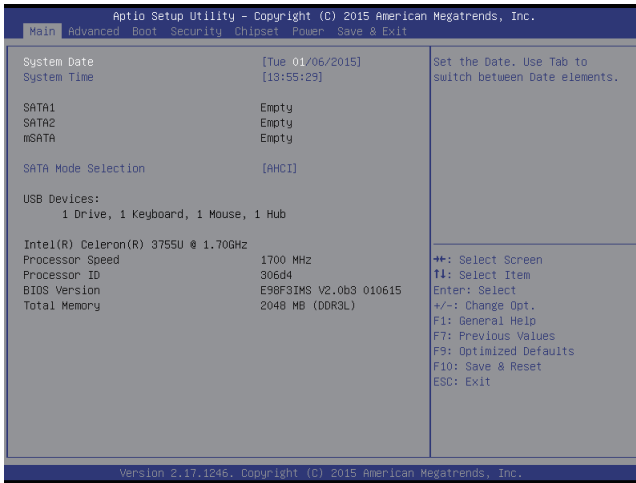 Aptio Setup Utility – Copyright (C) 2015 American Megatrends, Inc.
Main Advanced Boot Security Chipset Power Save & Exit
System Date [Tue 01/06/2015]
System Time [13:55:29]
SATA1 Empty
SATA2 Empty
mSATA Empty
SATA Mode Selection [AHCI]
USB Devices:
1 Drive, 1 Keyboard, 1 Mouse, 1 Hub
Intel(R) Celeron(R) 3755U @ 1.70GHz
Processor Speed 1700 MHz
Processor ID 306d4
BIOS Version E98F3IMS V2.0b3 010615
Total Memory 2048 MB (DDR3L)
Set the Date. Use Tab to
switch between Date elements.
→←: Select Screen
↑↓: Select Item
Enter: Select
+/-: Change Opt.
F1: General Help
F7: Previous Values
F9: Optimized Defaults
F10: Save & Reset
ESC: Exit
Version 2.17.1246. Copyright (C) 2015 American Megatrends, Inc.